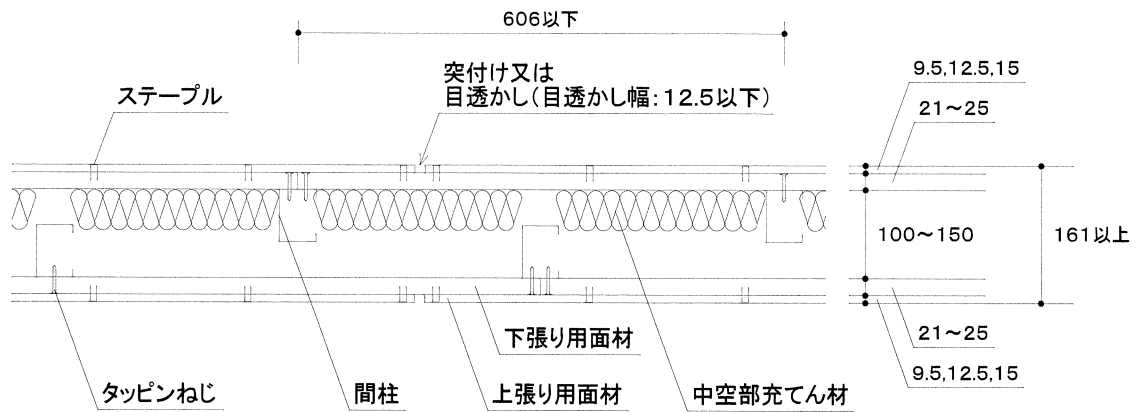 606以下
突付け又は
目透かし(目透かし幅:12.5以下)
ステープル
9.5,12.5,15
21～25
100～150
161以上
下張り用面材
21～25
タッピンねじ
間柱
上張り用面材
中空部充てん材
9.5,12.5,15